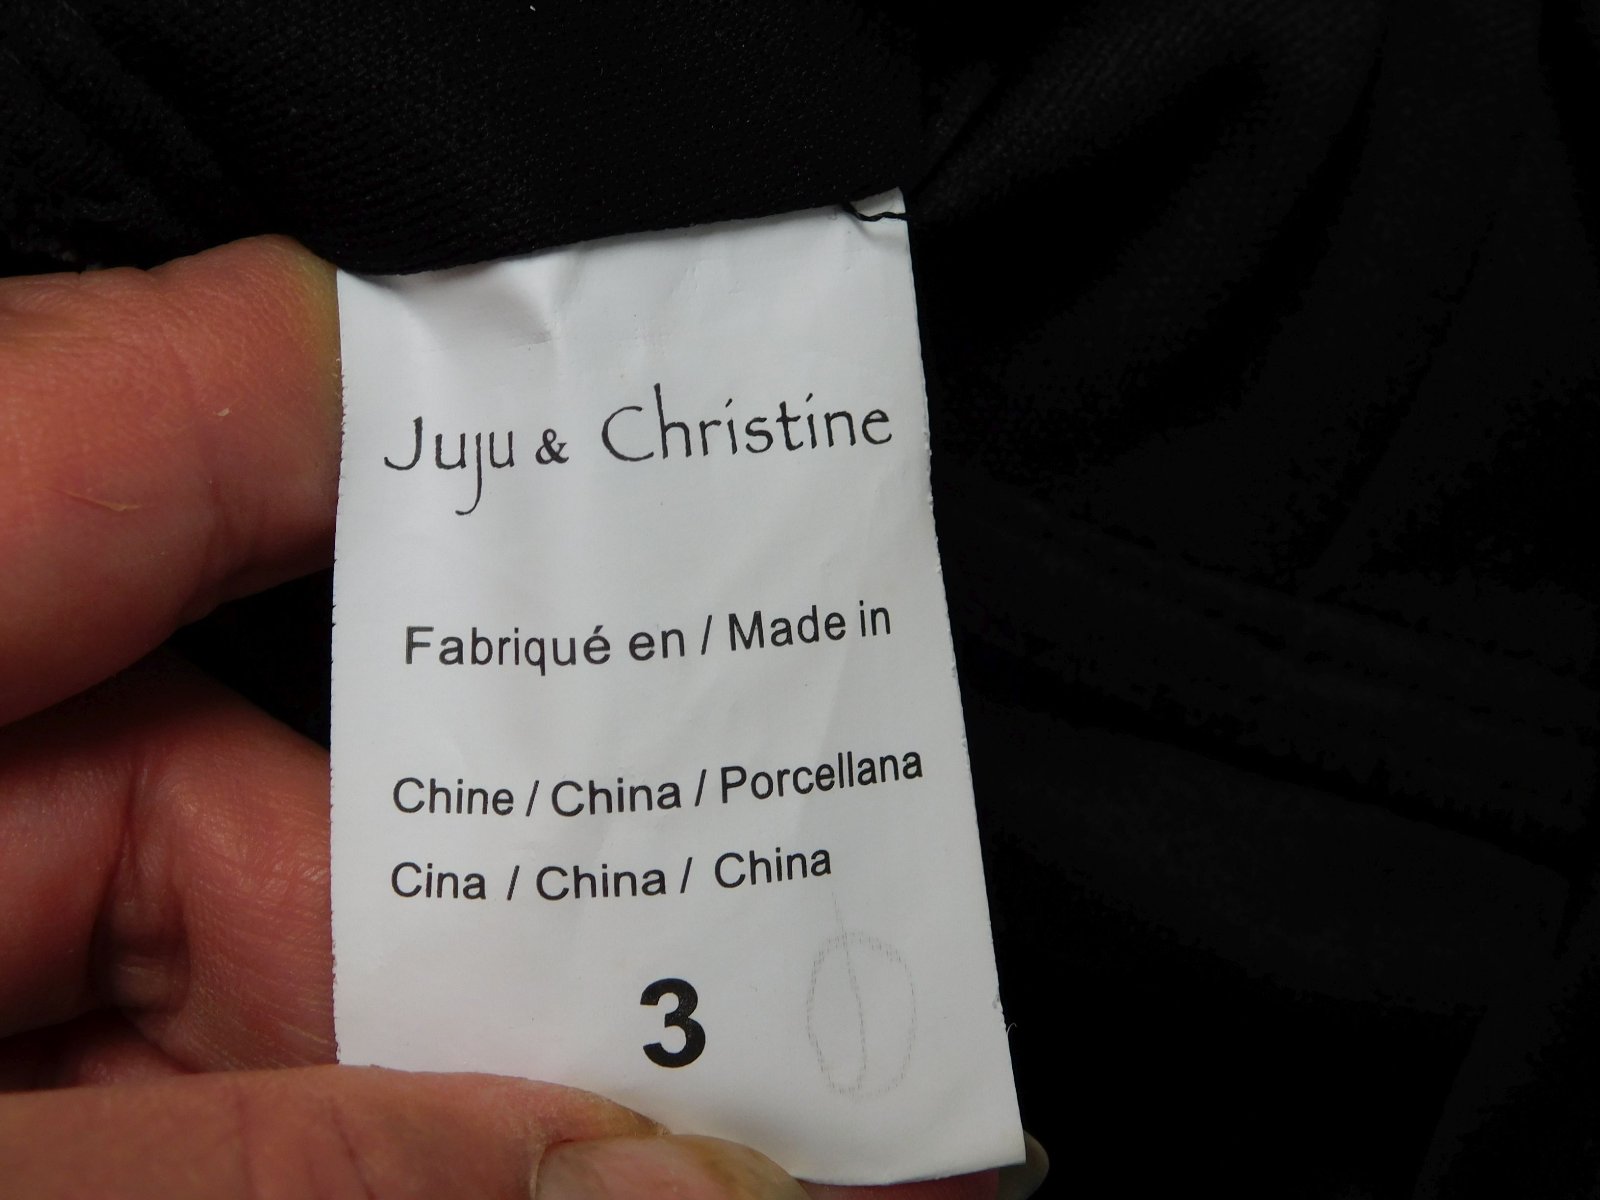 Juju & Christine
Fabriqué en / Made in
Chine / China / Porcellana
Cina / China / China
3